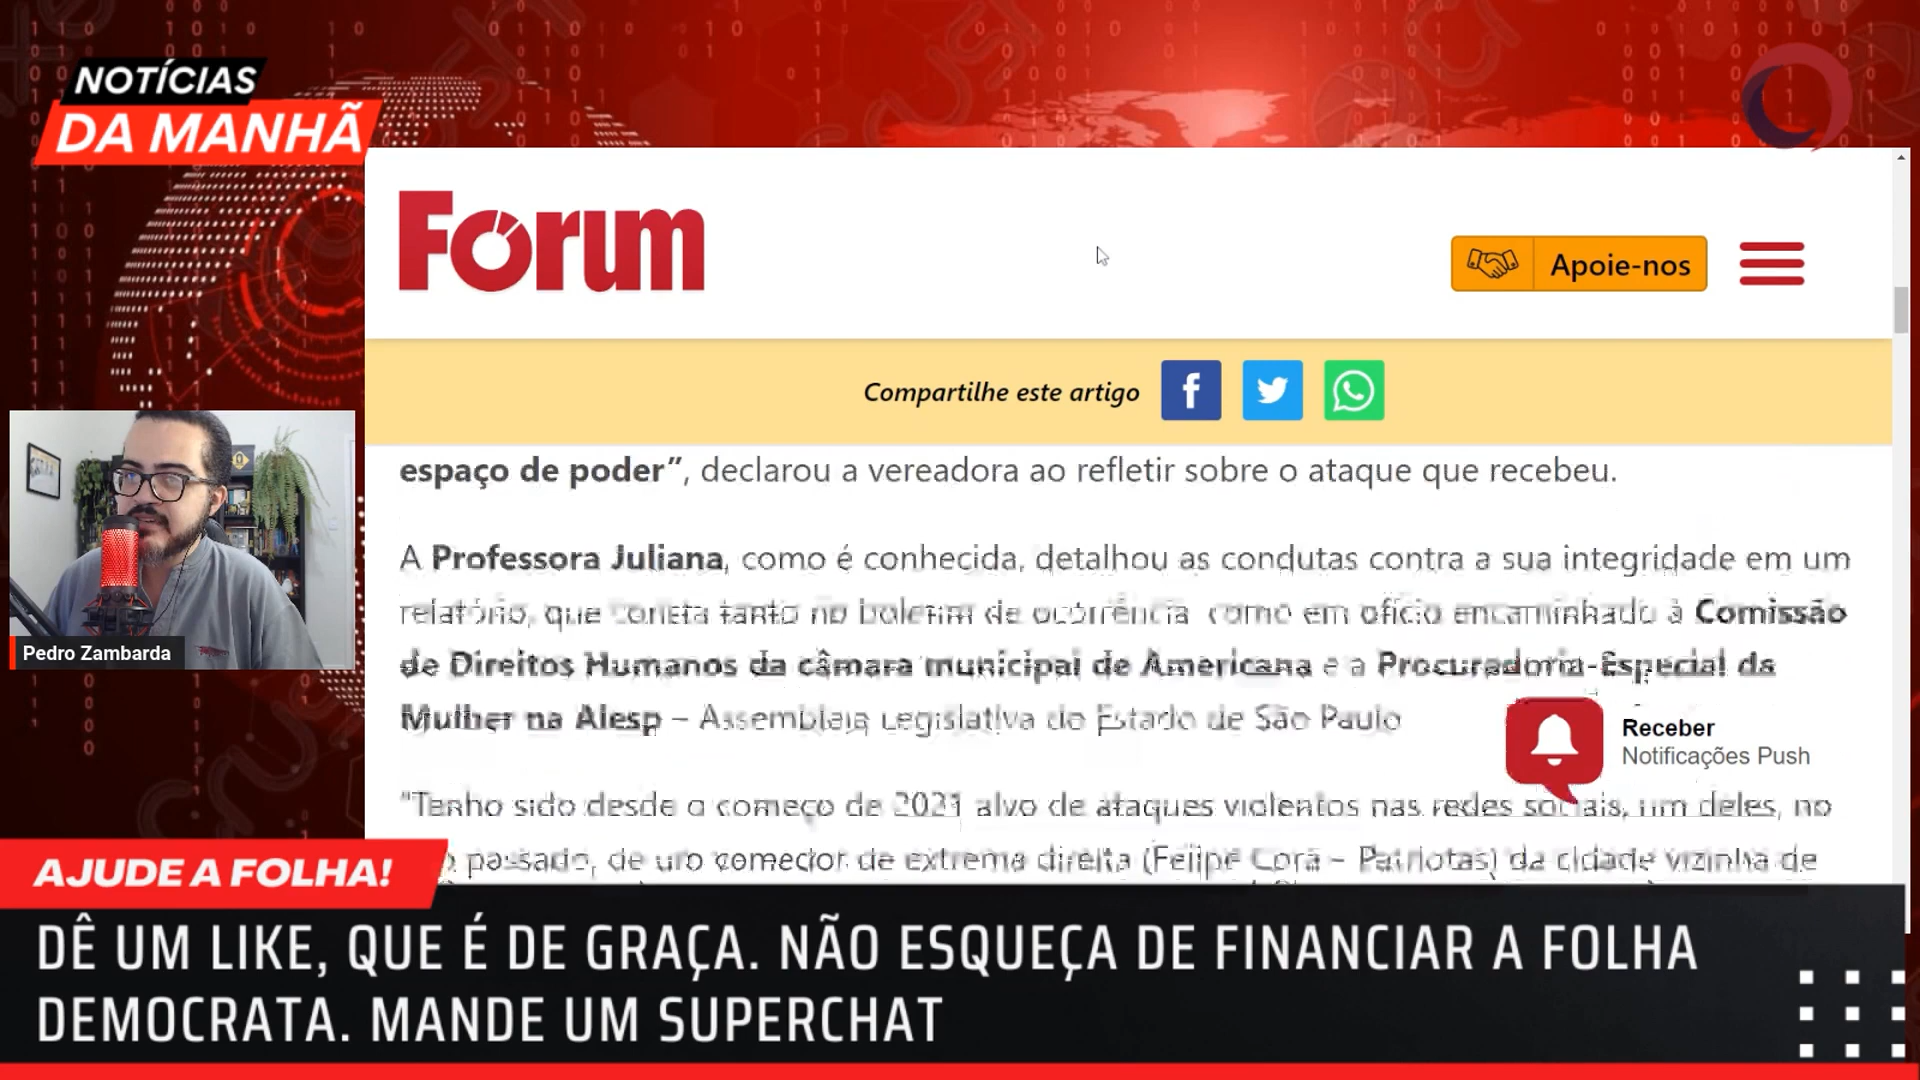 NOTÍCIAS
DA MANHÃ
Forum
Apoie-nos
Compartilhe este artigo
espaço de poder”, declarou a vereadora ao refletir sobre o ataque que recebeu.
A Professora Juliana, como é conhecida, detalhou as condutas contra a sua integridade em um
relatório, que consta tanto no boletim de ocorrência como em ofício encaminhado à Comissão
de Direitos Humanos da câmara municipal de Americana e a Procuradoria-Especial da
Mulher na Alesp – Assembleia Legislativa do Estado de São Paulo
Receber
Notificações Push
"Tenho sido desde o começo de 2021 alvo de ataques violentos nas redes sociais, um deles, no
passado, de um de extrema direita (Felipe Corá – Patriotas) da cidade vizinha de
Pedro Zambarda
AJUDE A FOLHA!
DÊ UM LIKE, QUE É DE GRAÇA. NÃO ESQUEÇA DE FINANCIAR A FOLHA
DEMOCRATA. MANDE UM SUPERCHAT